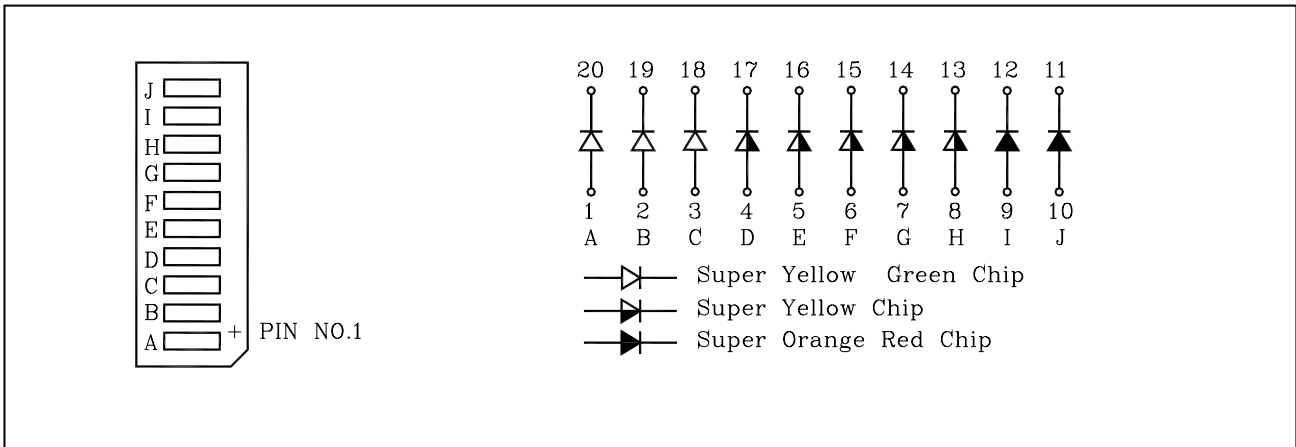 J
I
H
G
F
E
D
C
B
A
+ PIN NO.1
20 19 18 17 16 15 14 13 12 11
1 2 3 4 5 6 7 8 9 10
A B C D E F G H I J
Super Yellow Green Chip
Super Yellow Chip
Super Orange Red Chip